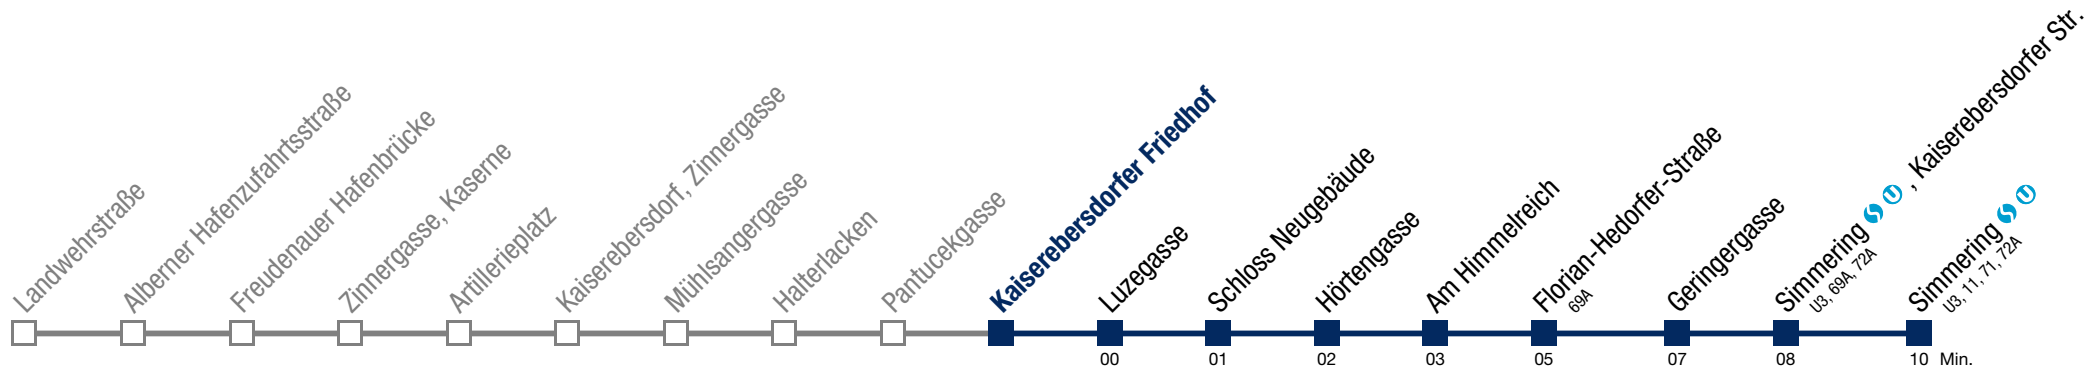 Landwehrstraße
Alberner Hafenzufahrtsstraße
Freudenauer Hafenbrücke
Zinnergasse, Kaserne
Artillerieplatz
Kaiserebersdorf, Zinnergasse
Mühlsangergasse
Halterlacken
Pantucekgasse
Kaiserebersdorfer Friedhof
Luzegasse
Schloss Neugebäude
Hörtengasse
Am Himmelreich
Florian-Hedorfer-Straße
69A
Geringergasse
Simmering S U , Kaiserebersdorfer Str.
U3, 69A, 72A
Simmering S U
U3, 11, 71, 72A
00 01 02 03 05 07 08 10 Min.